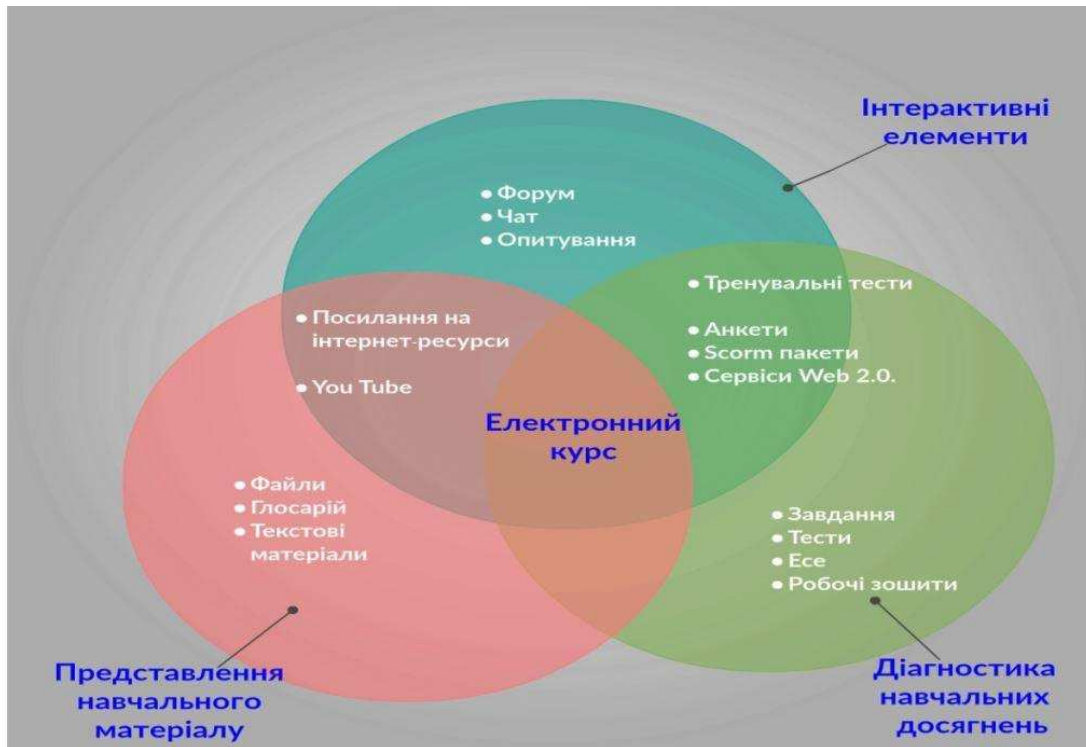 Інтерактивні
елементи
● Форум
● Чат
● Опитування
● Тренувальні тести
● Анкети
● Scorm пакети
● Сервіси Web 2.0.
● Посилання на
інтернет-ресурси
● You Tube
Електронний
курс
● Файли
● Глосарій
● Текстові
матеріали
● Завдання
● Тести
● Есе
● Робочі зошити
Представлення
навчального
матеріалу
Діагностика
навчальних
досягнень